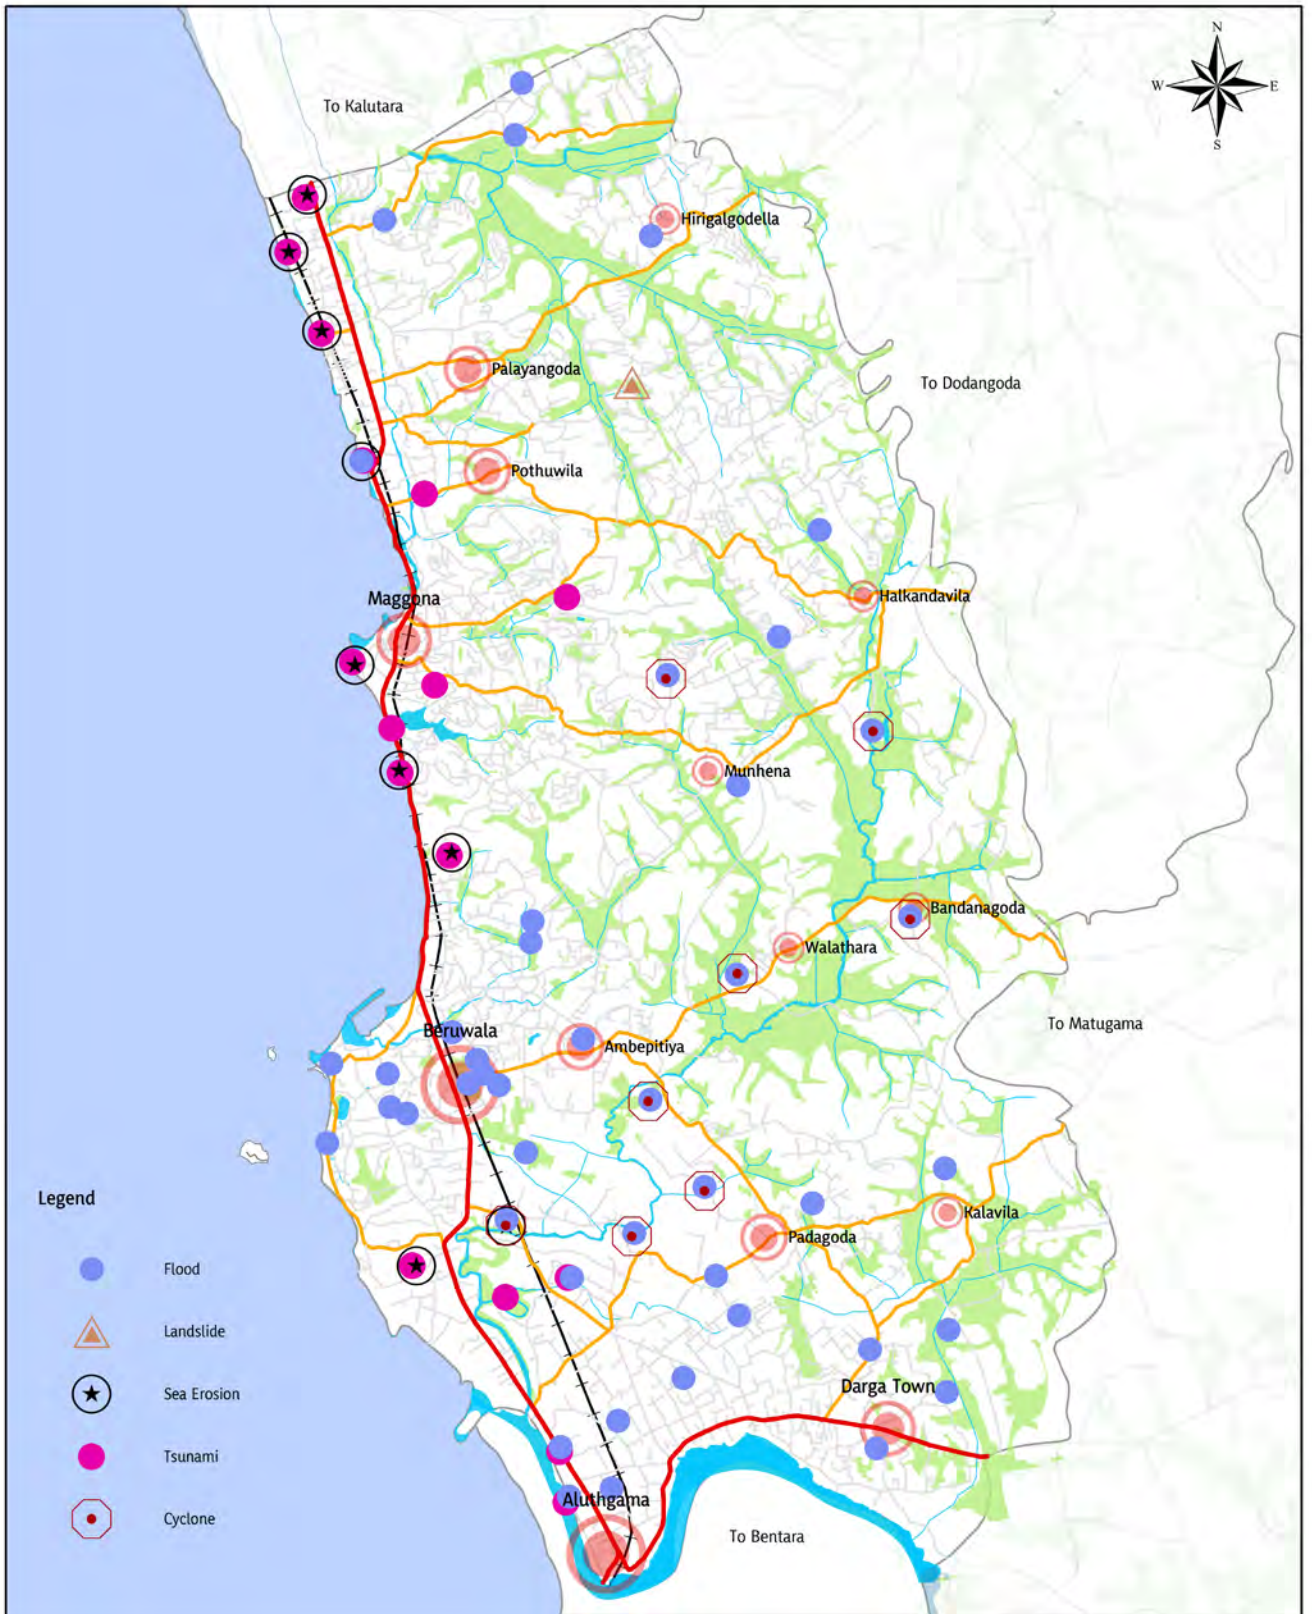 N
W
E
S
To Kalutara
Hirigalgodella
Palayangoda
To Dodangoda
Pothuwila
Halkandavila
Maggona
Munhena
Bandanagoda
Walathara
To Matugama
Beruwala
Ambepitiya
Legend
Kalavila
Padagoda
Flood
Landslide
Sea Erosion
Darga Town
Tsunami
Aluthgama
Cyclone
To Bentara